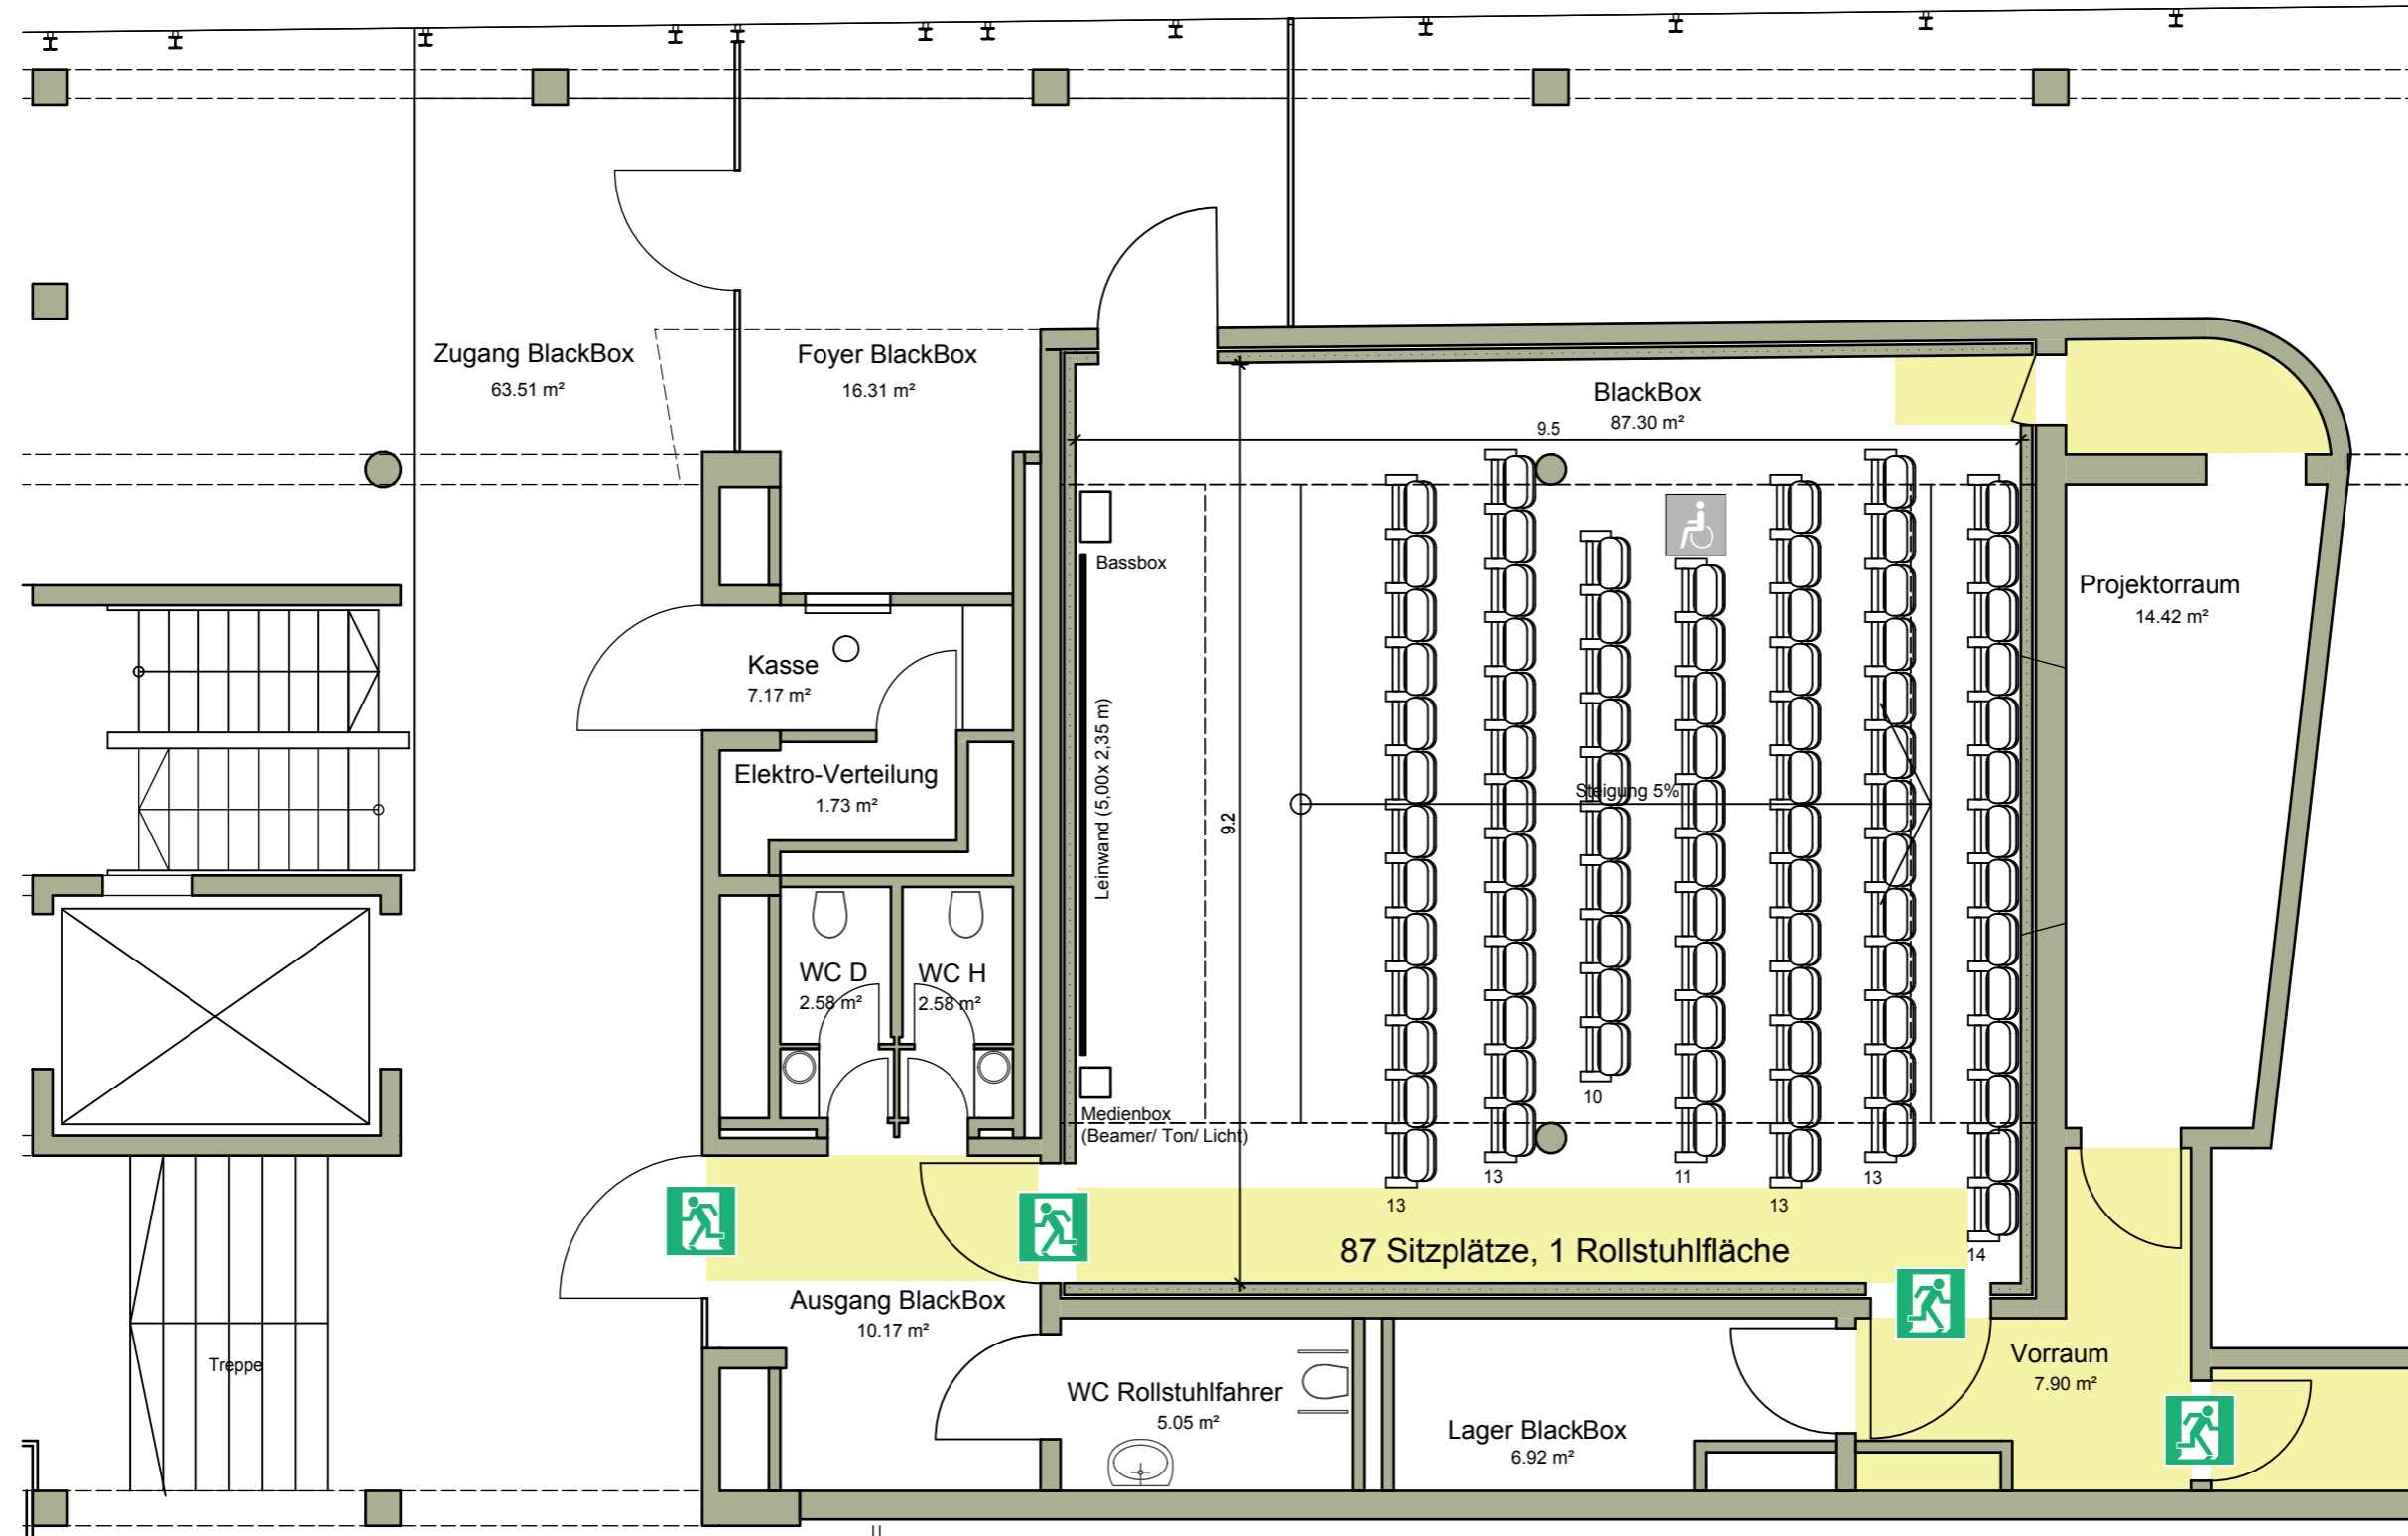 Zugang BlackBox
63.51 m²
Foyer BlackBox
16.31 m²
BlackBox
87.30 m²
9.5
Bassbox
Projektorraum
14.42 m²
Kasse
7.17 m²
Leinwand (5,00x 2,35 m)
Elektro-Verteilung
1.73 m²
9.2
Steigung 5%
WC D
2.58 m²
WC H
2.58 m²
Medienbox
(Beamer/ Ton/ Licht)
10
13
11
13
13
13
14
87 Sitzplätze, 1 Rollstuhlfläche
Ausgang BlackBox
10.17 m²
Treppe
WC Rollstuhlfahrer
5.05 m²
Lager BlackBox
6.92 m²
Vorraum
7.90 m²